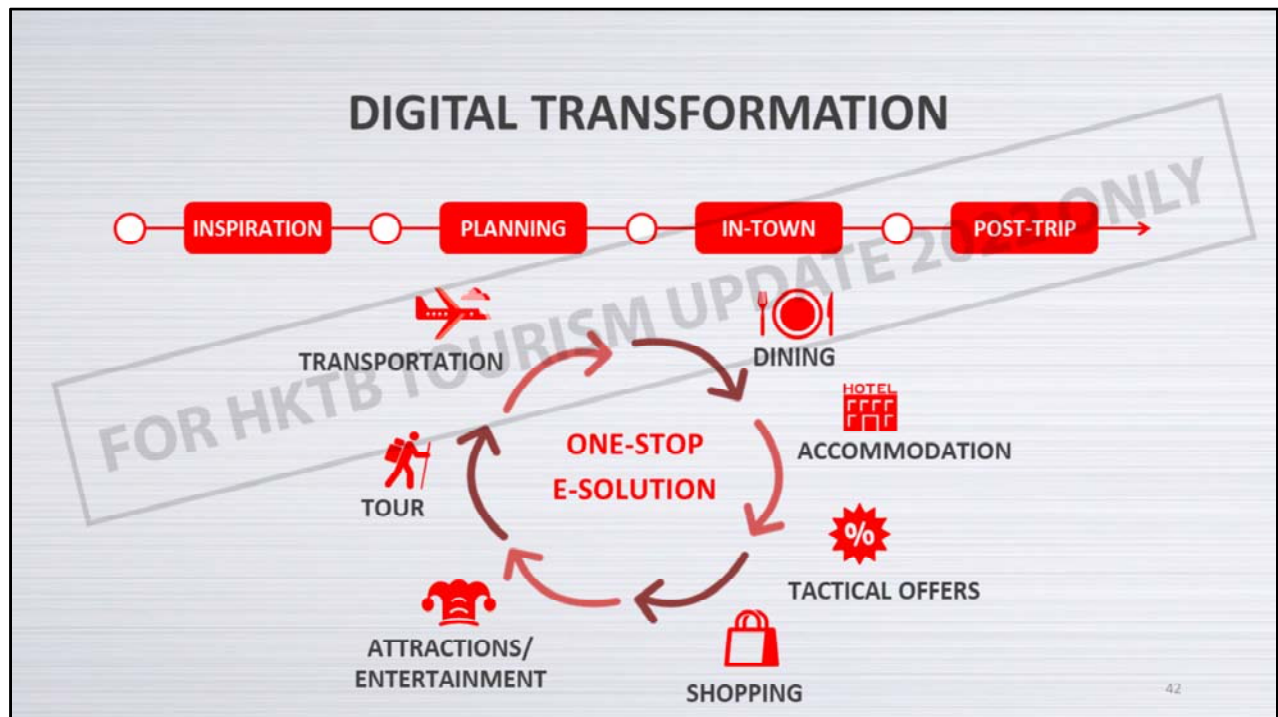 DIGITAL TRANSFORMATION
INSPIRATION
PLANNING
IN-TOWN
POST-TRIP
FOR HKTB TOURISM UPDATE 2022 ONLY
TRANSPORTATION
DINING
HOTEL
ACCOMMODATION
ONE-STOP
E-SOLUTION
TOUR
%
TACTICAL OFFERS
ATTRACTIONS/
ENTERTAINMENT
SHOPPING
42